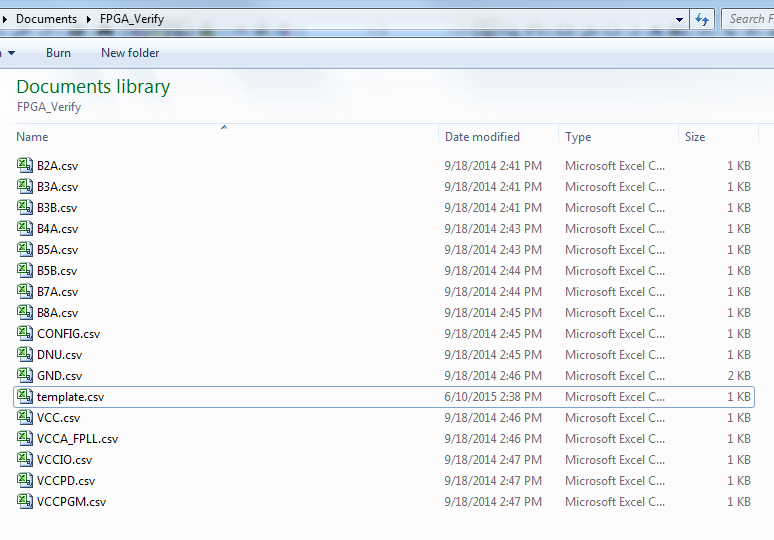 Documents FPGA_Verify Search F
Burn New folder
Documents library
FPGA_Verify
Name Date modified Type Size
B2A.csv 9/18/2014 2:41 PM Microsoft Excel C... 1 KB
B3A.csv 9/18/2014 2:41 PM Microsoft Excel C... 1 KB
B3B.csv 9/18/2014 2:41 PM Microsoft Excel C... 1 KB
B4A.csv 9/18/2014 2:43 PM Microsoft Excel C... 1 KB
B5A.csv 9/18/2014 2:43 PM Microsoft Excel C... 1 KB
B5B.csv 9/18/2014 2:44 PM Microsoft Excel C... 1 KB
B7A.csv 9/18/2014 2:44 PM Microsoft Excel C... 1 KB
B8A.csv 9/18/2014 2:45 PM Microsoft Excel C... 1 KB
CONFIG.csv 9/18/2014 2:45 PM Microsoft Excel C... 1 KB
DNU.csv 9/18/2014 2:45 PM Microsoft Excel C... 1 KB
GND.csv 9/18/2014 2:46 PM Microsoft Excel C... 2 KB
template.csv 6/10/2015 2:38 PM Microsoft Excel C... 1 KB
VCC.csv 9/18/2014 2:46 PM Microsoft Excel C... 1 KB
VCCA_FPLL.csv 9/18/2014 2:46 PM Microsoft Excel C... 1 KB
VCCIO.csv 9/18/2014 2:47 PM Microsoft Excel C... 1 KB
VCCPD.csv 9/18/2014 2:47 PM Microsoft Excel C... 1 KB
VCCPGM.csv 9/18/2014 2:47 PM Microsoft Excel C... 1 KB